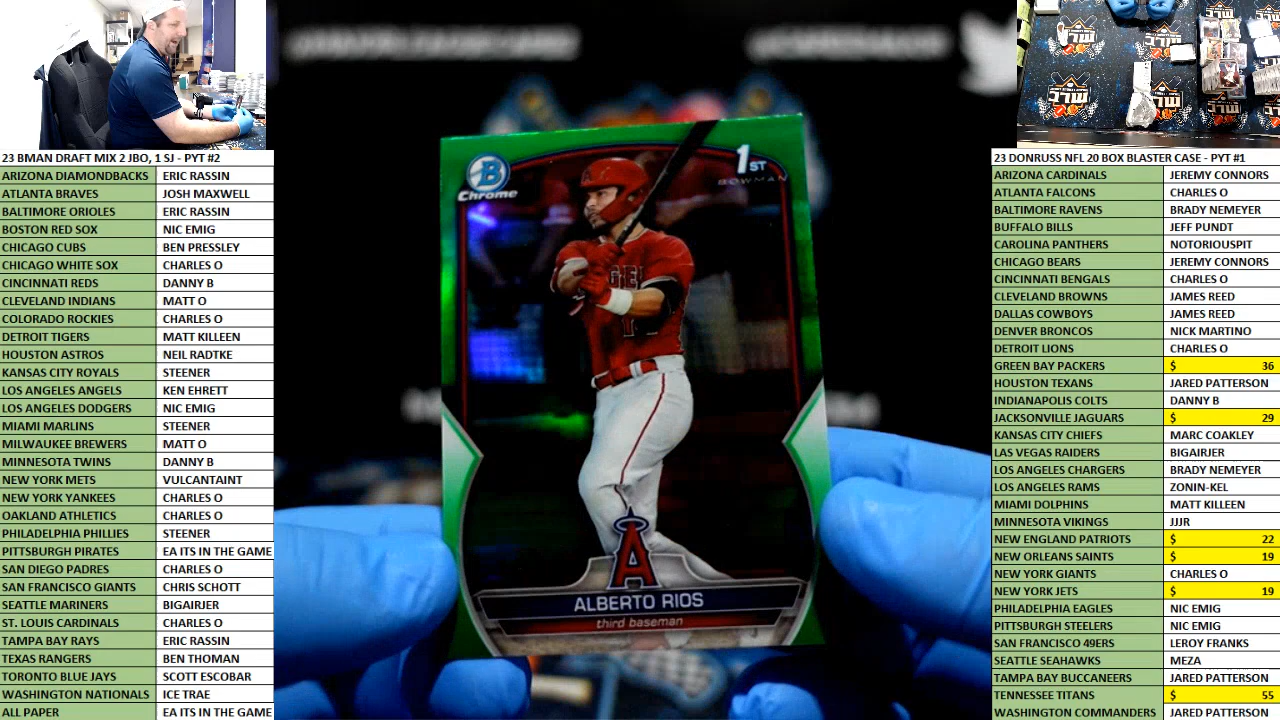 23 BMAN DRAFT MIX 2 JBO, 1 SJ - PYT #2
ARIZONA DIAMONDBACKS ERIC RASSIN
ATLANTA BRAVES JOSH MAXWELL
BALTIMORE ORIOLES ERIC RASSIN
BOSTON RED SOX NIC EMIG
CHICAGO CUBS BEN PRESSLEY
CHICAGO WHITE SOX CHARLES O
CINCINNATI REDS DANNY B
CLEVELAND INDIANS MATT O
COLORADO ROCKIES CHARLES O
DETROIT TIGERS MATT KILLEEN
HOUSTON ASTROS NEIL RADTKE
KANSAS CITY ROYALS STEENER
LOS ANGELES ANGELS KEN EHRETT
LOS ANGELES DODGERS NIC EMIG
MIAMI MARLINS STEENER
MILWAUKEE BREWERS MATT O
MINNESOTA TWINS DANNY B
NEW YORK METS VULCANTAINT
NEW YORK YANKEES CHARLES O
OAKLAND ATHLETICS CHARLES O
PHILADELPHIA PHILLIES STEENER
PITTSBURGH PIRATES EA ITS IN THE GAME
SAN DIEGO PADRES CHARLES O
SAN FRANCISCO GIANTS CHRIS SCHOTT
SEATTLE MARINERS BIGAIRJER
ST. LOUIS CARDINALS CHARLES O
TAMPA BAY RAYS ERIC RASSIN
TEXAS RANGERS BEN THOMAN
TORONTO BLUE JAYS SCOTT ESCOBAR
WASHINGTON NATIONALS ICE TRAE
ALL PAPER EA ITS IN THE GAME
B
Chrome
1ST
BOWMAN
A
ALBERTO RIOS
third baseman
23 DONRUSS NFL 20 BOX BLASTER CASE - PYT #1
ARIZONA CARDINALS JEREMY CONNORS
ATLANTA FALCONS CHARLES O
BALTIMORE RAVENS BRADY NEMEYER
BUFFALO BILLS JEFF PUNDT
CAROLINA PANTHERS NOTORIOUSPIT
CHICAGO BEARS JEREMY CONNORS
CINCINNATI BENGALS CHARLES O
CLEVELAND BROWNS JAMES REED
DALLAS COWBOYS JAMES REED
DENVER BRONCOS NICK MARTINO
DETROIT LIONS CHARLES O
GREEN BAY PACKERS $ 36
HOUSTON TEXANS JARED PATTERSON
INDIANAPOLIS COLTS DANNY B
JACKSONVILLE JAGUARS $ 29
KANSAS CITY CHIEFS MARC COAKLEY
LAS VEGAS RAIDERS BIGAIRJER
LOS ANGELES CHARGERS BRADY NEMEYER
LOS ANGELES RAMS ZONIN-KEL
MIAMI DOLPHINS MATT KILLEEN
MINNESOTA VIKINGS JJJR
NEW ENGLAND PATRIOTS $ 22
NEW ORLEANS SAINTS $ 19
NEW YORK GIANTS CHARLES O
NEW YORK JETS $ 19
PHILADELPHIA EAGLES NIC EMIG
PITTSBURGH STEELERS NIC EMIG
SAN FRANCISCO 49ERS LEROY FRANKS
SEATTLE SEAHAWKS MEZA
TAMPA BAY BUCCANEERS JARED PATTERSON
TENNESSEE TITANS $ 55
WASHINGTON COMMANDERS JARED PATTERSON